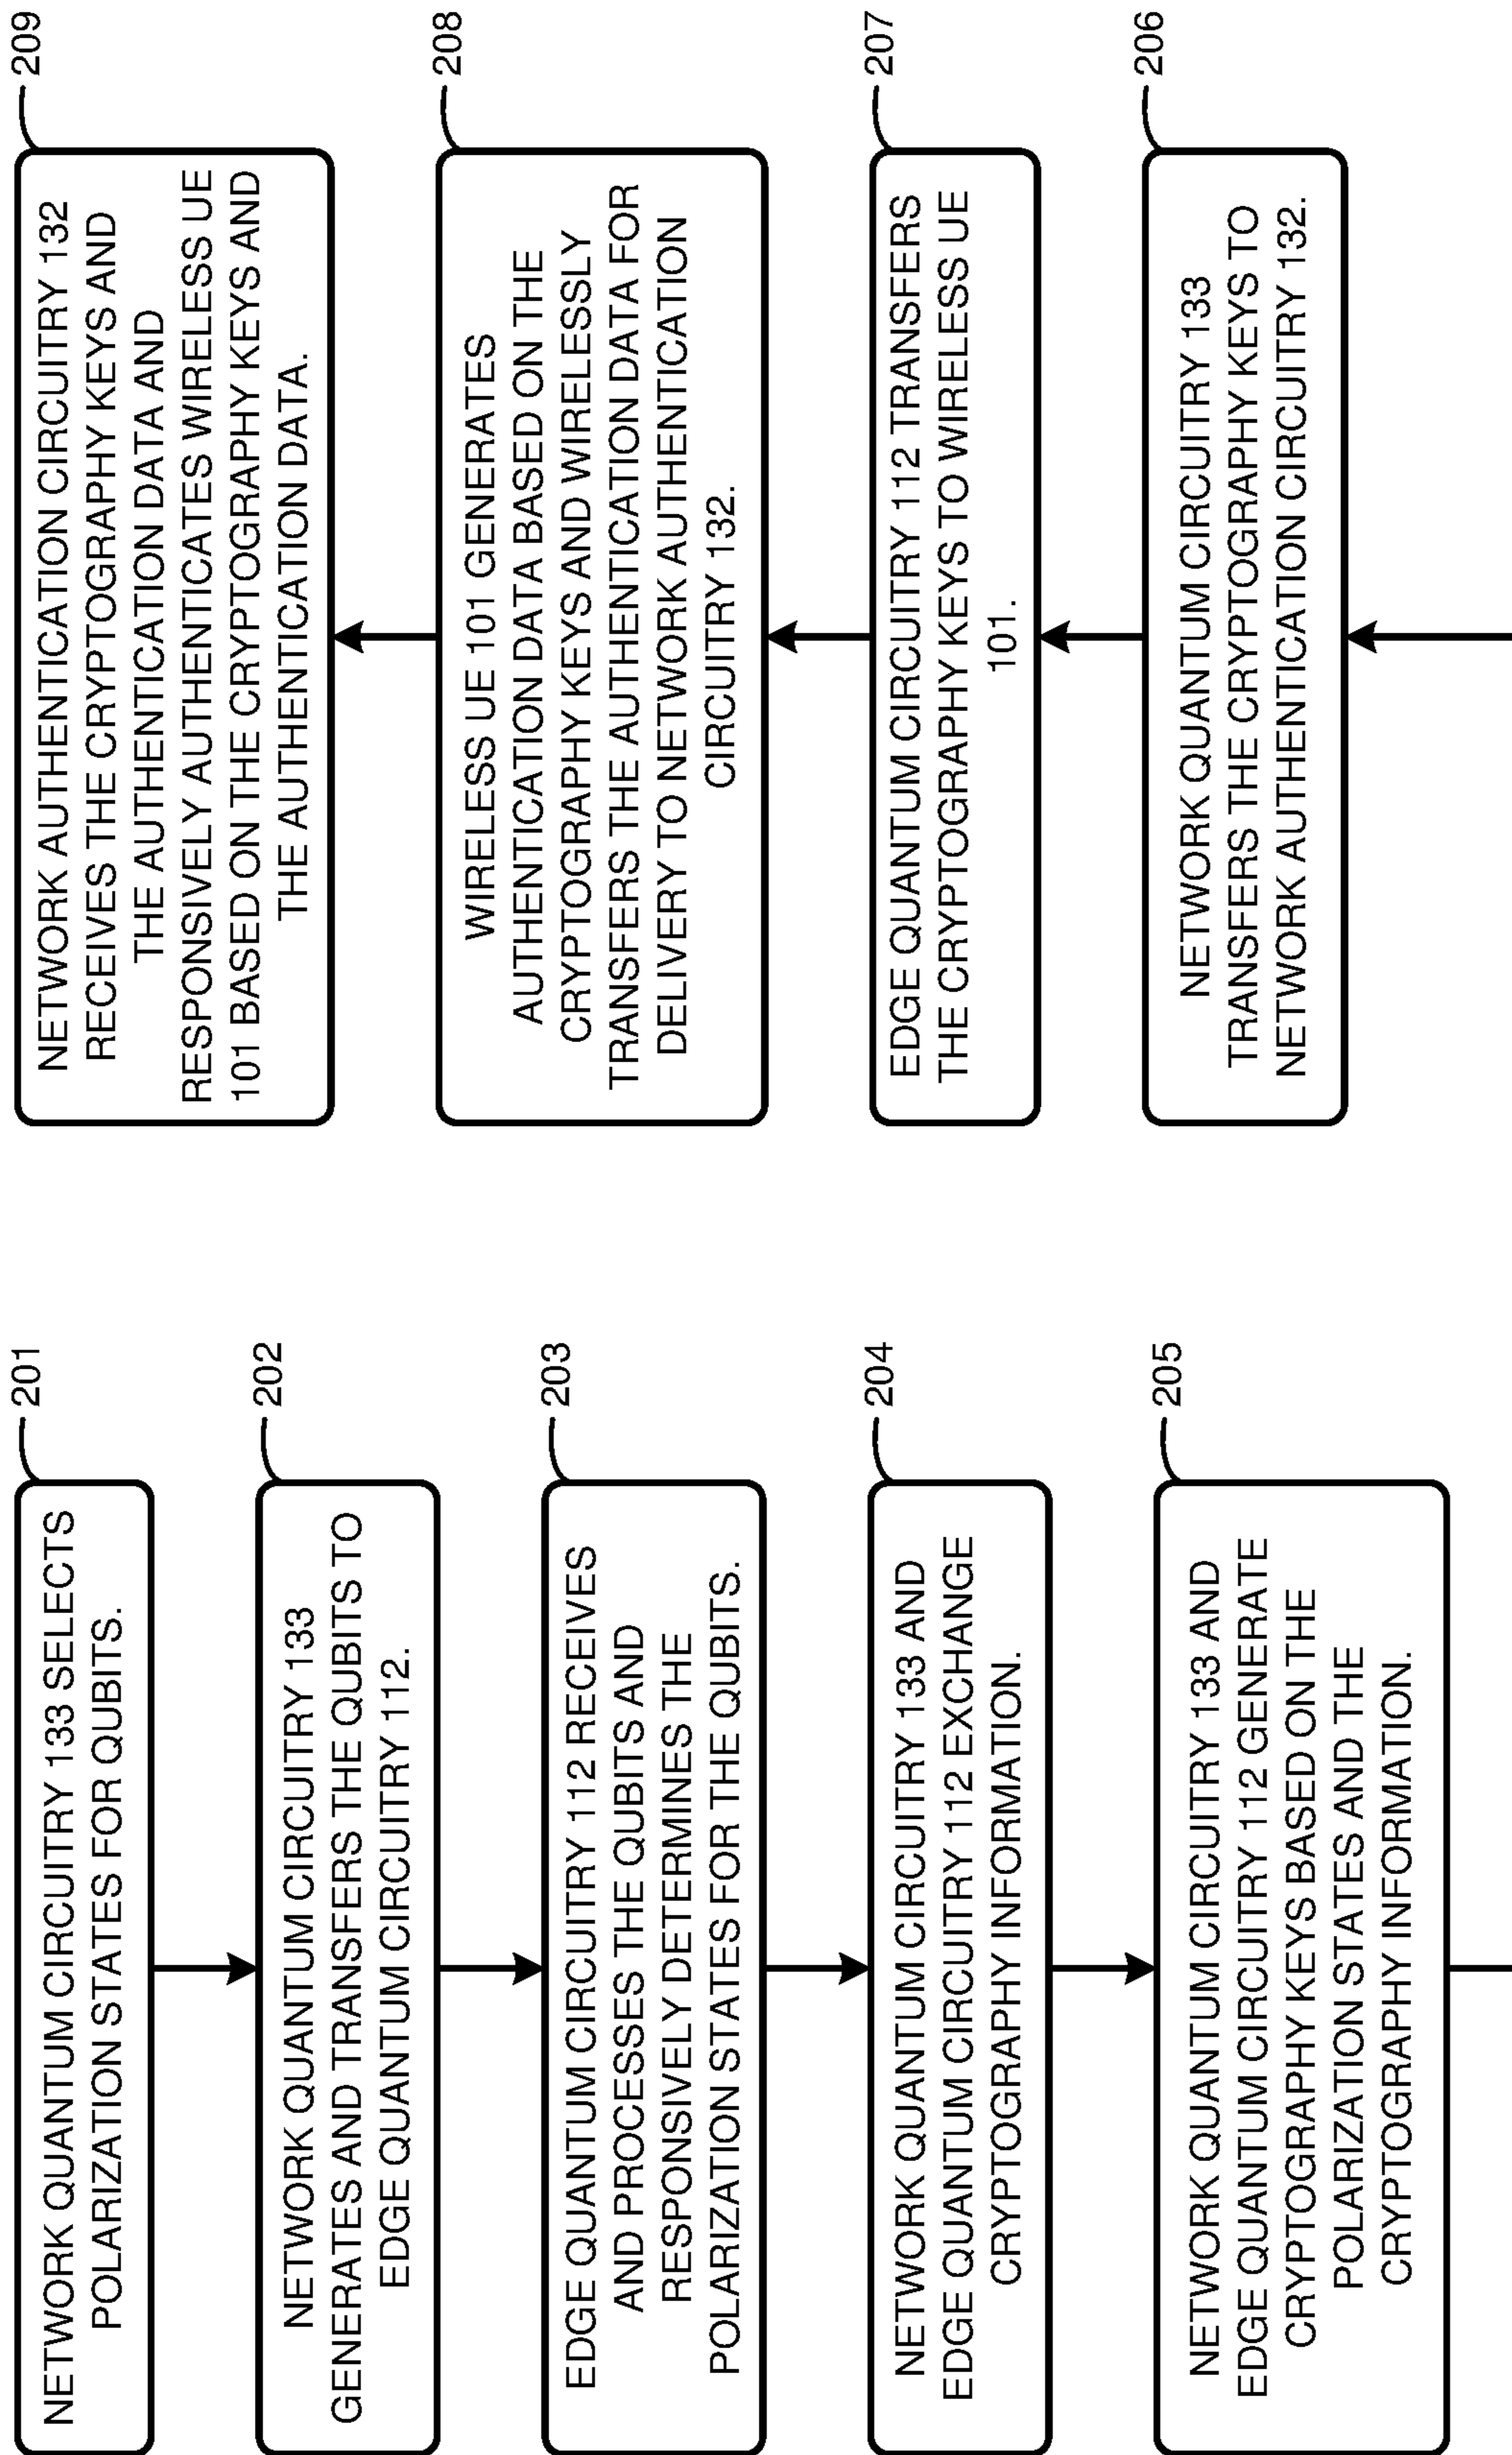 201
NETWORK QUANTUM CIRCUITRY 133 SELECTS
POLARIZATION STATES FOR QUBITS.
202
NETWORK QUANTUM CIRCUITRY 133
GENERATES AND TRANSFERS THE QUBITS TO
EDGE QUANTUM CIRCUITRY 112.
203
EDGE QUANTUM CIRCUITRY 112 RECEIVES
AND PROCESSES THE QUBITS AND
RESPONSIVELY DETERMINES THE
POLARIZATION STATES FOR THE QUBITS.
204
NETWORK QUANTUM CIRCUITRY 133 AND
EDGE QUANTUM CIRCUITRY 112 EXCHANGE
CRYPTOGRAPHY INFORMATION.
205
NETWORK QUANTUM CIRCUITRY 133 AND
EDGE QUANTUM CIRCUITRY 112 GENERATE
CRYPTOGRAPHY KEYS BASED ON THE
POLARIZATION STATES AND THE
CRYPTOGRAPHY INFORMATION.
206
NETWORK QUANTUM CIRCUITRY 133
TRANSFERS THE CRYPTOGRAPHY KEYS TO
NETWORK AUTHENTICATION CIRCUITRY 132.
207
EDGE QUANTUM CIRCUITRY 112 TRANSFERS
THE CRYPTOGRAPHY KEYS TO WIRELESS UE
101.
208
WIRELESS UE 101 GENERATES
AUTHENTICATION DATA BASED ON THE
CRYPTOGRAPHY KEYS AND WIRELESSLY
TRANSFERS THE AUTHENTICATION DATA FOR
DELIVERY TO NETWORK AUTHENTICATION
CIRCUITRY 132.
209
NETWORK AUTHENTICATION CIRCUITRY 132
RECEIVES THE CRYPTOGRAPHY KEYS AND
THE AUTHENTICATION DATA AND
RESPONSIVELY AUTHENTICATES WIRELESS UE
101 BASED ON THE CRYPTOGRAPHY KEYS AND
THE AUTHENTICATION DATA.